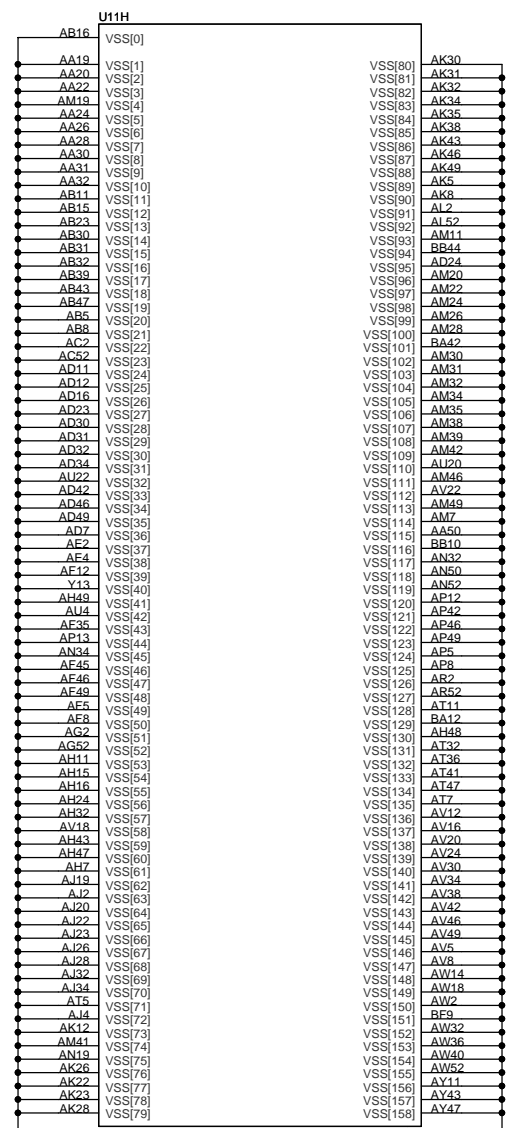 U11H
AB16 VSS[0]
AA19 VSS[1] VSS[80] AK30
AA20 VSS[2] VSS[81] AK31
AA22 VSS[3] VSS[82] AK32
AM19 VSS[4] VSS[83] AK34
AA24 VSS[5] VSS[84] AK35
AA26 VSS[6] VSS[85] AK38
AA28 VSS[7] VSS[86] AK43
AA30 VSS[8] VSS[87] AK46
AA31 VSS[9] VSS[88] AK49
AA32 VSS[10] VSS[89] AK5
AB11 VSS[11] VSS[90] AK8
AB15 VSS[12] VSS[91] AL2
AB23 VSS[13] VSS[92] AL52
AB30 VSS[14] VSS[93] AM11
AB31 VSS[15] VSS[94] BB44
AB32 VSS[16] VSS[95] AD24
AB39 VSS[17] VSS[96] AM20
AB43 VSS[18] VSS[97] AM22
AB47 VSS[19] VSS[98] AM24
AB5 VSS[20] VSS[99] AM26
AB8 VSS[21] VSS[100] AM28
AC2 VSS[22] VSS[101] BA42
AC52 VSS[23] VSS[102] AM30
AD11 VSS[24] VSS[103] AM31
AD12 VSS[25] VSS[104] AM32
AD16 VSS[26] VSS[105] AM34
AD23 VSS[27] VSS[106] AM35
AD30 VSS[28] VSS[107] AM38
AD31 VSS[29] VSS[108] AM39
AD32 VSS[30] VSS[109] AM42
AD34 VSS[31] VSS[110] AU20
AU22 VSS[32] VSS[111] AM46
AD42 VSS[33] VSS[112] AV22
AD46 VSS[34] VSS[113] AM49
AD49 VSS[35] VSS[114] AM7
AD7 VSS[36] VSS[115] AA50
AE2 VSS[37] VSS[116] BB10
AE4 VSS[38] VSS[117] AN32
AF12 VSS[39] VSS[118] AN50
Y13 VSS[40] VSS[119] AN52
AH49 VSS[41] VSS[120] AP12
AU4 VSS[42] VSS[121] AP42
AF35 VSS[43] VSS[122] AP46
AP13 VSS[44] VSS[123] AP49
AN34 VSS[45] VSS[124] AP5
AF45 VSS[46] VSS[125] AP8
AF46 VSS[47] VSS[126] AR2
AF49 VSS[48] VSS[127] AR52
AF5 VSS[49] VSS[128] AT11
AF8 VSS[50] VSS[129] BA12
AG2 VSS[51] VSS[130] AH48
AG52 VSS[52] VSS[131] AT32
AH11 VSS[53] VSS[132] AT36
AH15 VSS[54] VSS[133] AT41
AH16 VSS[55] VSS[134] AT47
AH24 VSS[56] VSS[135] AT7
AH32 VSS[57] VSS[136] AV12
AV18 VSS[58] VSS[137] AV16
AH43 VSS[59] VSS[138] AV20
AH47 VSS[60] VSS[139] AV24
AH7 VSS[61] VSS[140] AV30
AJ19 VSS[62] VSS[141] AV34
AJ2 VSS[63] VSS[142] AV38
AJ20 VSS[64] VSS[143] AV42
AJ22 VSS[65] VSS[144] AV46
AJ23 VSS[66] VSS[145] AV49
AJ26 VSS[67] VSS[146] AV5
AJ28 VSS[68] VSS[147] AV8
AJ32 VSS[69] VSS[148] AW14
AJ34 VSS[70] VSS[149] AW18
AT5 VSS[71] VSS[150] AW2
AJ4 VSS[72] VSS[151] BF9
AK12 VSS[73] VSS[152] AW32
AM41 VSS[74] VSS[153] AW36
AN19 VSS[75] VSS[154] AW40
AK26 VSS[76] VSS[155] AW52
AK22 VSS[77] VSS[156] AY11
AK23 VSS[78] VSS[157] AY43
AK28 VSS[79] VSS[158] AY47